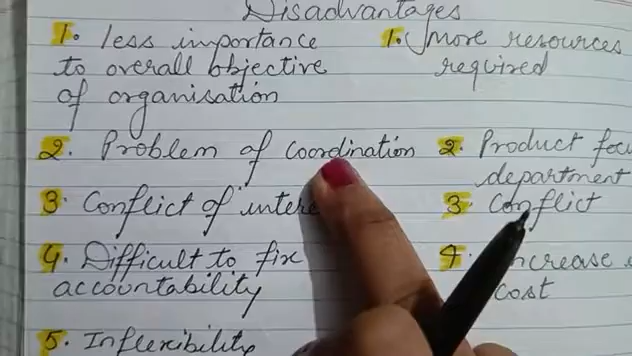 Disadvantages
1. less importance
to overall objective
of organisation
2. Problem of coordination
3. Conflict of
4. Difficult to fix
accountability
5. Inflexibility
1. more resources
required
2. Product
department
3. Conflict
4.
cost